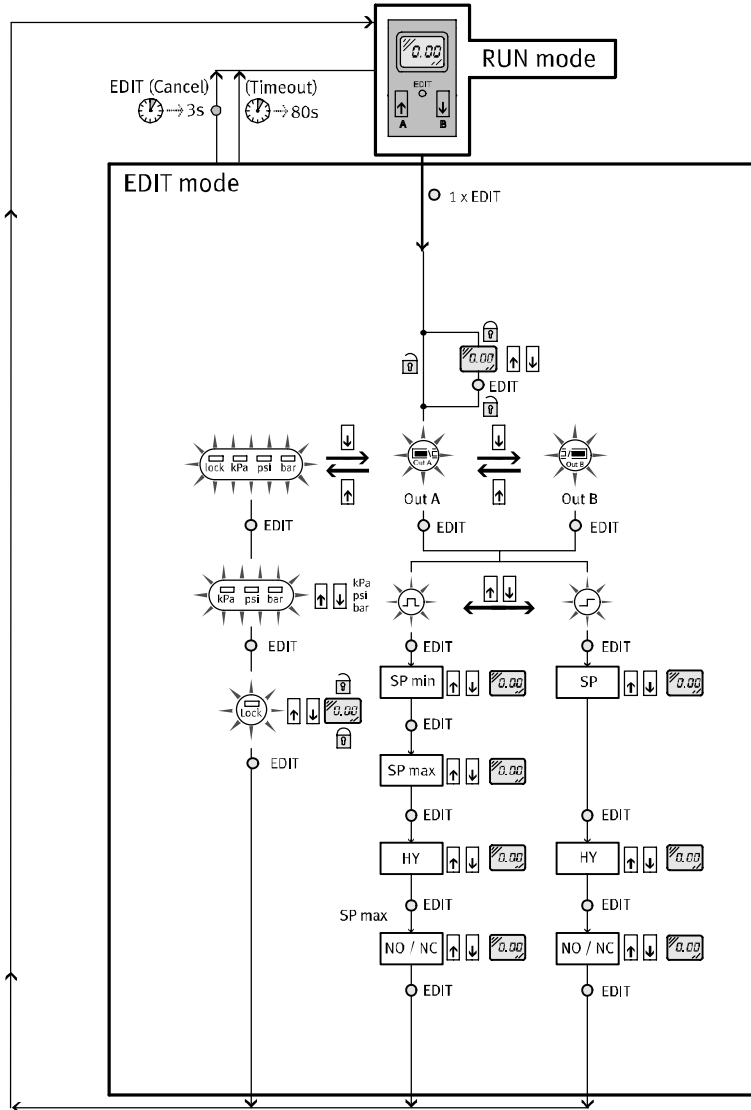 0.00
RUN mode
EDIT
A B
EDIT (Cancel)
3s
(Timeout)
80s
EDIT mode
1 x EDIT
0.00
EDIT
lock kPa psi bar
Out A
Out B
Out A
Out B
EDIT
EDIT
EDIT
kPa psi bar
kPa
psi
bar
EDIT
EDIT
EDIT
Lock
0.00
SP min
0.00
SP
0.00
EDIT
EDIT
SP max
0.00
EDIT
EDIT
HY
0.00
HY
0.00
EDIT
EDIT
SP max
NO / NC
0.00
NO / NC
0.00
EDIT
EDIT